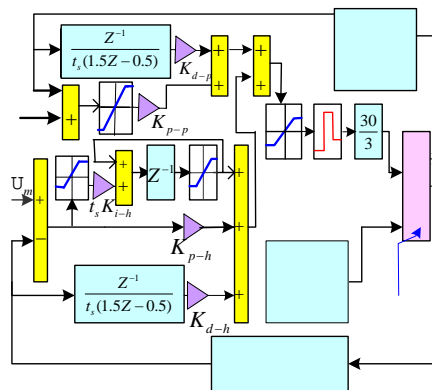 Z⁻¹
t_s(1.5Z-0.5)
K_{d-p}
+ +
+ +
+
K_{p-p}
30
3
U_m
+
-
t_s K_{i-h}
+
+
Z⁻¹
+
+
+
K_{p-h}
Z⁻¹
t_s(1.5Z-0.5)
K_{d-h}